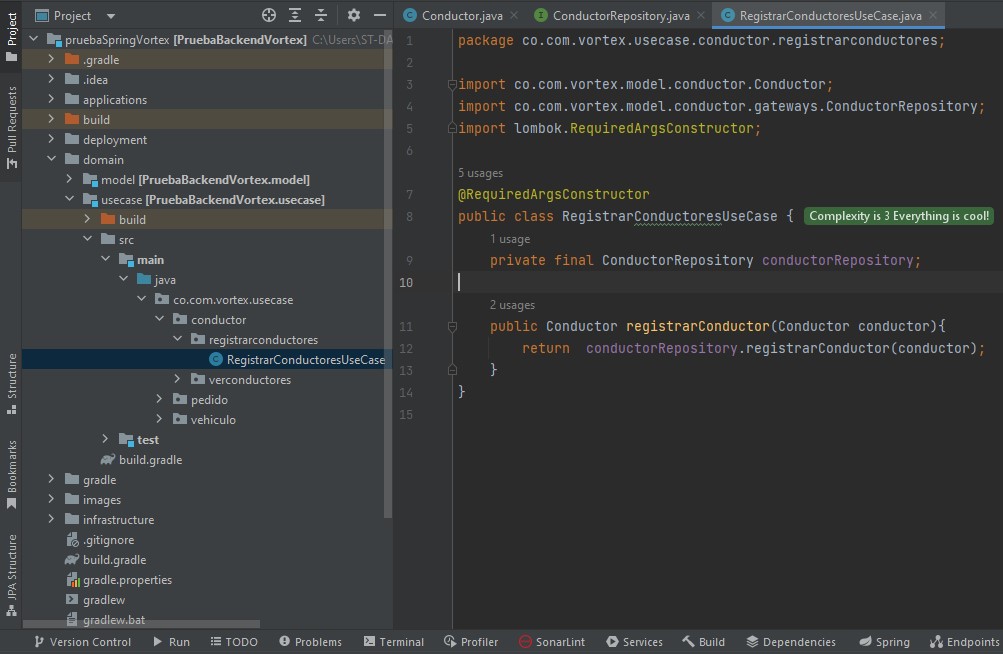 Project
Conductor.java
ConductorRepository.java
RegistrarConductoresUseCase.java
Project
Pull Requests
Structure
Bookmarks
JPA Structure
pruebaSpringVortex [PruebaBackendVortex] C:\Users\ST-DA
.gradle
.idea
applications
build
deployment
domain
model [PruebaBackendVortex.model]
usecase [PruebaBackendVortex.usecase]
build
src
main
java
co.com.vortex.usecase
conductor
registrarconductores
RegistrarConductoresUseCase
verconductores
pedido
vehiculo
test
build.gradle
gradle
images
infrastructure
.gitignore
build.gradle
gradle.properties
gradlew
gradlew.bat
1 package co.com.vortex.usecase.conductor.registrarconductores;
2
3 import co.com.vortex.model.conductor.Conductor;
4 import co.com.vortex.model.conductor.gateways.ConductorRepository;
5 import lombok.RequiredArgsConstructor;
6
5 usages
7 @RequiredArgsConstructor
8 public class RegistrarConductoresUseCase { Complexity is 3 Everything is cool!
1 usage
9 private final ConductorRepository conductorRepository;
10
2 usages
11 public Conductor registrarConductor(Conductor conductor){
12 return conductorRepository.registrarConductor(conductor);
13 }
14 }
15
Version Control Run TODO Problems Terminal Profiler SonarLint Services Build Dependencies Spring Endpoints